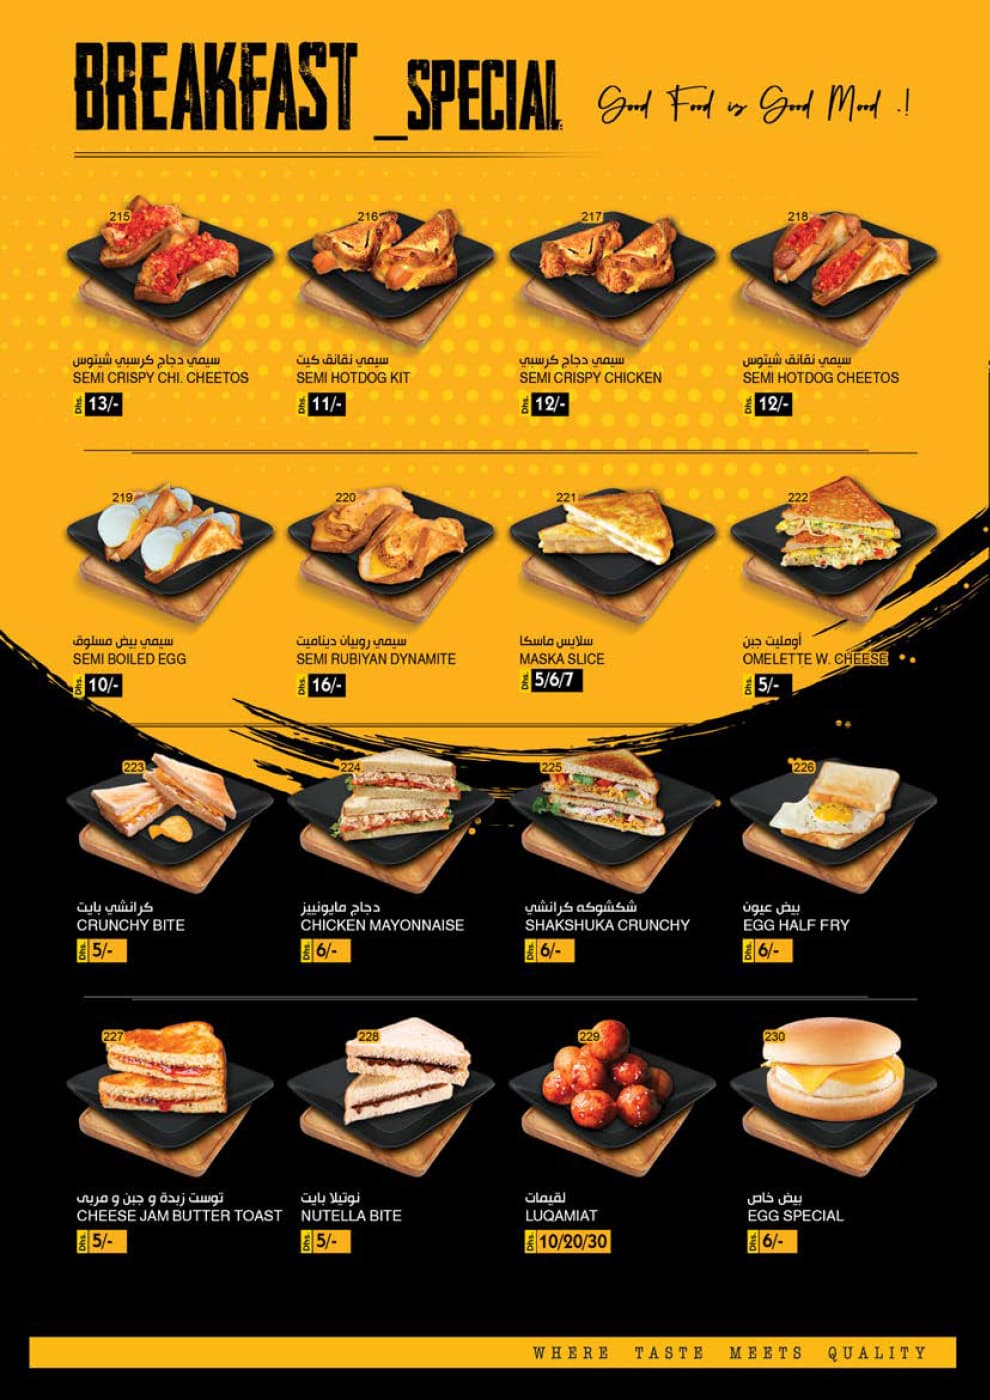 BREAKFAST _SPECIAL
Good Food is Good Mood .!
215
216
217
218
سيمي دجاج كرسبي شيتوس
SEMI CRISPY CHI. CHEETOS
Dhs. 13/-
سيمي نقانق كيت
SEMI HOTDOG KIT
Dhs. 11/-
سيمي دجاج كرسبي
SEMI CRISPY CHICKEN
Dhs. 12/-
سيمي نقانق شيتوس
SEMI HOTDOG CHEETOS
Dhs. 12/-
219
220
221
222
سيمي بيض مسلوق
SEMI BOILED EGG
Dhs. 10/-
سيمي روبيان ديناميت
SEMI RUBIYAN DYNAMITE
Dhs. 16/-
سلايس ماسكا
MASKA SLICE
Dhs. 5/6/7
أومليت جبن
OMELETTE W. CHEESE
Dhs. 5/-
223
224
225
226
كرانشي بايت
CRUNCHY BITE
Dhs. 5/-
دجاج مايونييز
CHICKEN MAYONNAISE
Dhs. 6/-
شكشوكه كرانشي
SHAKSHUKA CRUNCHY
Dhs. 6/-
بيض عيون
EGG HALF FRY
Dhs. 6/-
227
228
229
230
توست زبدة و جبن و مربى
CHEESE JAM BUTTER TOAST
Dhs. 5/-
نوتيلا بايت
NUTELLA BITE
Dhs. 5/-
لقيمات
LUQAMIAT
Dhs. 10/20/30
بيض خاص
EGG SPECIAL
Dhs. 6/-
WHERE TASTE MEETS QUALITY